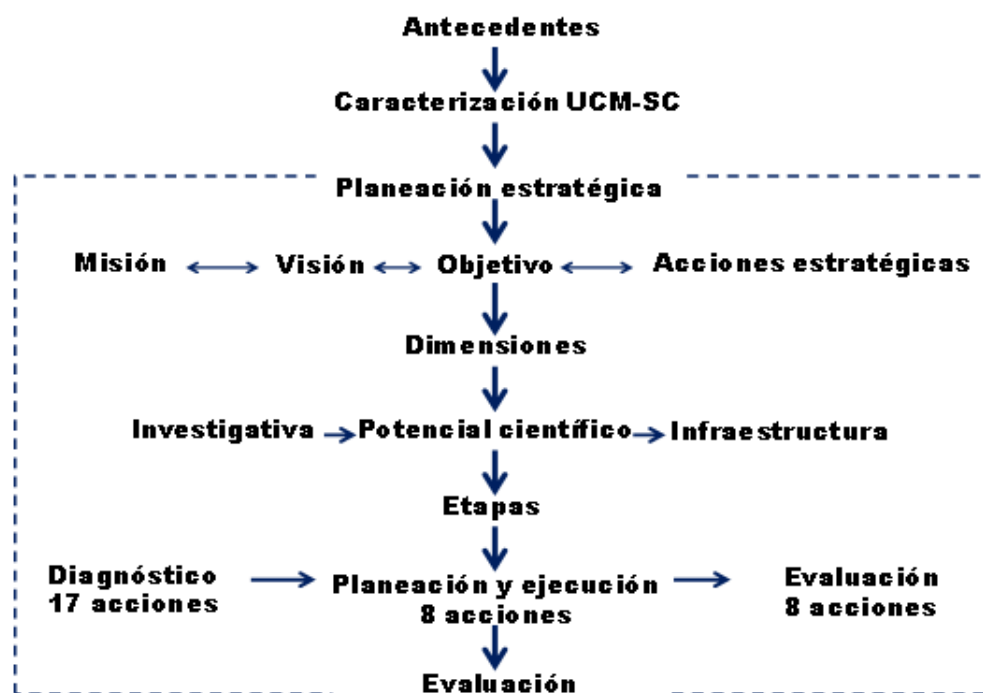 Antecedentes
Caracterización UCM-SC
Planeación estratégica
Misión Visión Objetivo Acciones estratégicas
Dimensiones
Investigativa Potencial científico Infraestructura
Etapas
Diagnóstico Planeación y ejecución Evaluación
17 acciones 8 acciones 8 acciones
Evaluación